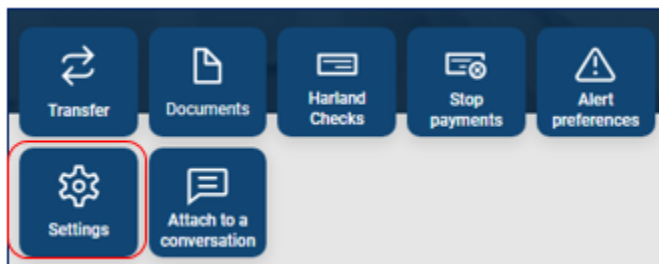 Transfer
Documents
Harland
Checks
Stop
payments
Alert
preferences
Settings
Attach to a
conversation